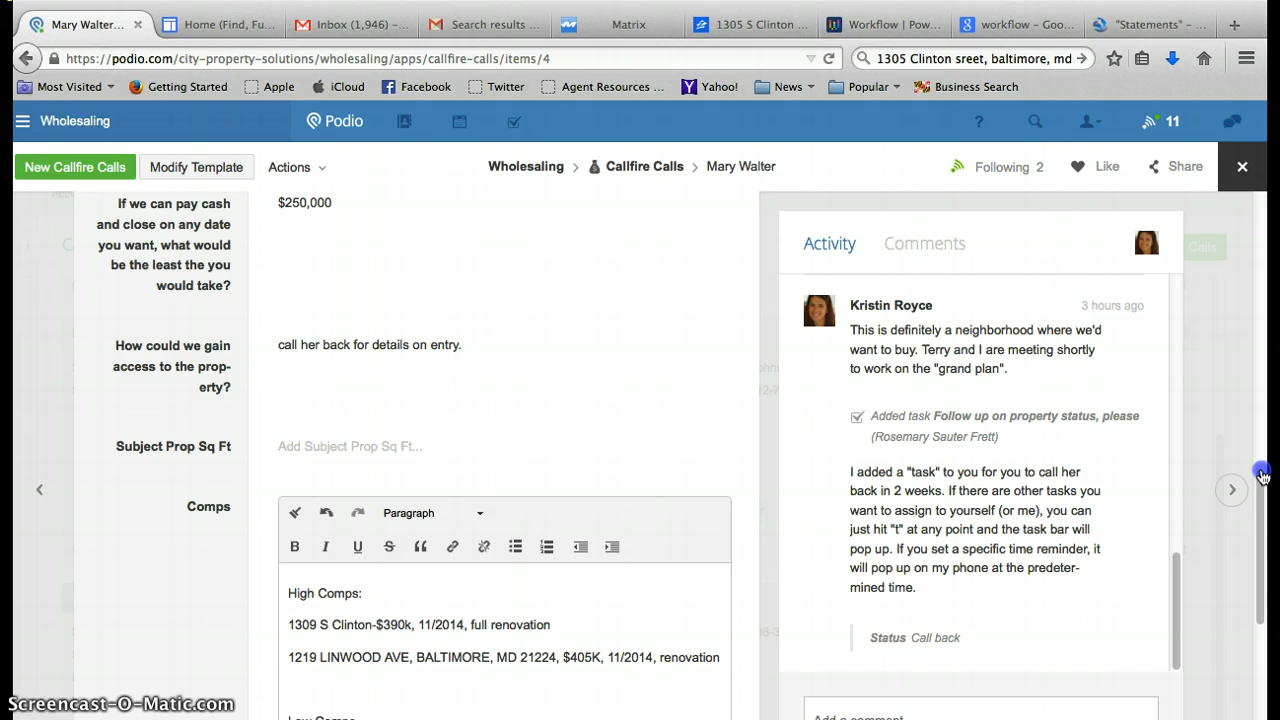 Mary Walter...
Home (Find, Fu...
Inbox (1,946) –...
Search results ...
Matrix
1305 S Clinton ...
Workflow | Pow...
workflow – Goo...
"Statements" – ...
https://podio.com/city-property-solutions/wholesaling/apps/callfire-calls/items/4
1305 Clinton sreet, baltimore, md
Most Visited
Getting Started
Apple
iCloud
Facebook
Twitter
Agent Resources ...
Yahoo!
News
Popular
Business Search
Wholesaling
Podio
?
11
New Callfire Calls
Modify Template
Actions
Wholesaling > Callfire Calls > Mary Walter
Following 2
Like
Share
If we can pay cash
and close on any date
you want, what would
be the least the you
would take?
$250,000
How could we gain
access to the prop-
erty?
call her back for details on entry.
Subject Prop Sq Ft
Add Subject Prop Sq Ft...
Comps
Paragraph
B I U S
High Comps:
1309 S Clinton-$390k, 11/2014, full renovation
1219 LINWOOD AVE, BALTIMORE, MD 21224, $405K, 11/2014, renovation
Low Comps
Activity
Comments
Calls
Kristin Royce
3 hours ago
This is definitely a neighborhood where we'd
want to buy. Terry and I are meeting shortly
to work on the "grand plan".
Added task Follow up on property status, please
(Rosemary Sauter Frett)
I added a "task" to you for you to call her
back in 2 weeks. If there are other tasks you
want to assign to yourself (or me), you can
just hit "t" at any point and the task bar will
pop up. If you set a specific time reminder, it
will pop up on my phone at the predeter-
mined time.
Status Call back
Add a comment
Screencast-O-Matic.com